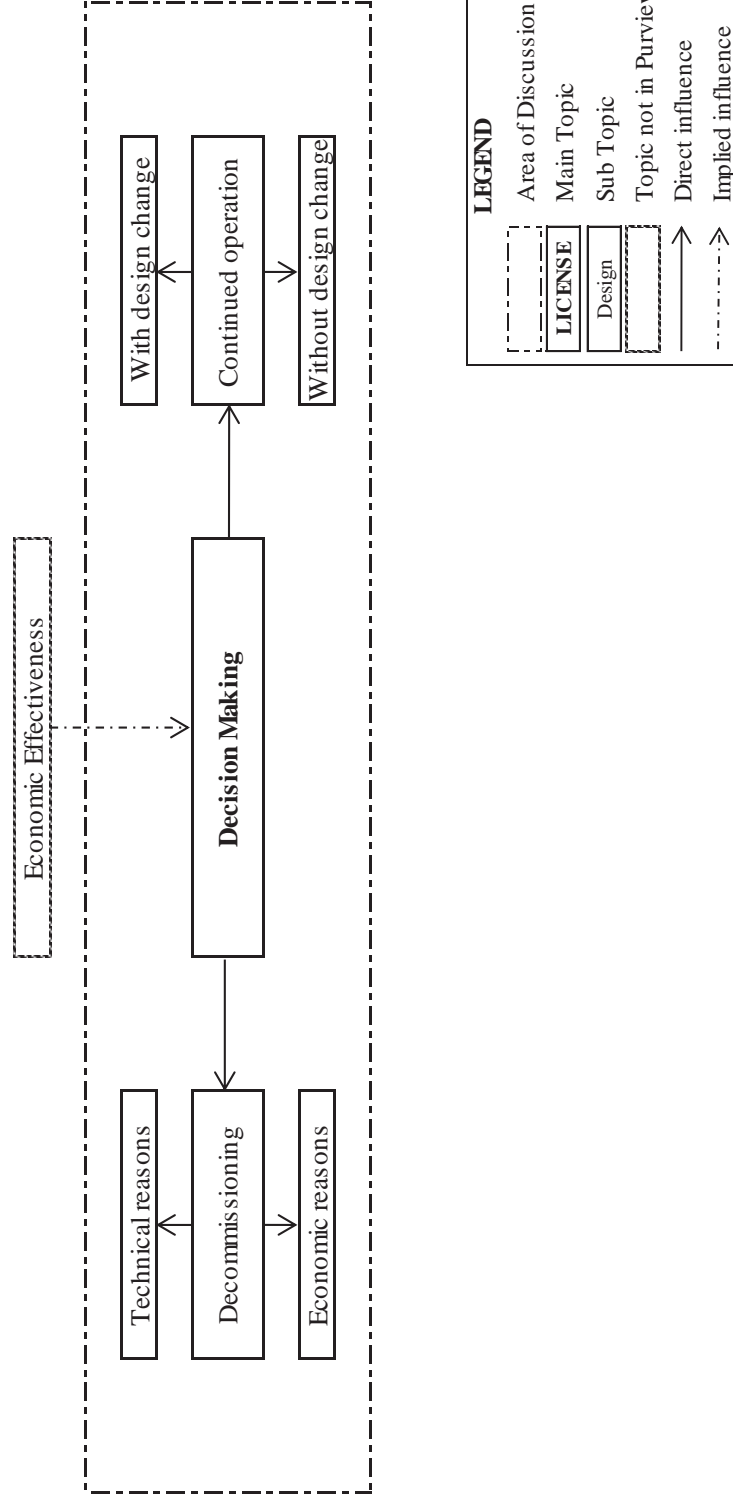 Economic Effectiveness
Technical reasons
With design change
Decommissioning
Decision Making
Continued operation
Economic reasons
Without design change
LEGEND
Area of Discussion
LICENSE
Main Topic
Design
Sub Topic
Topic not in Purview
Direct influence
Implied influence